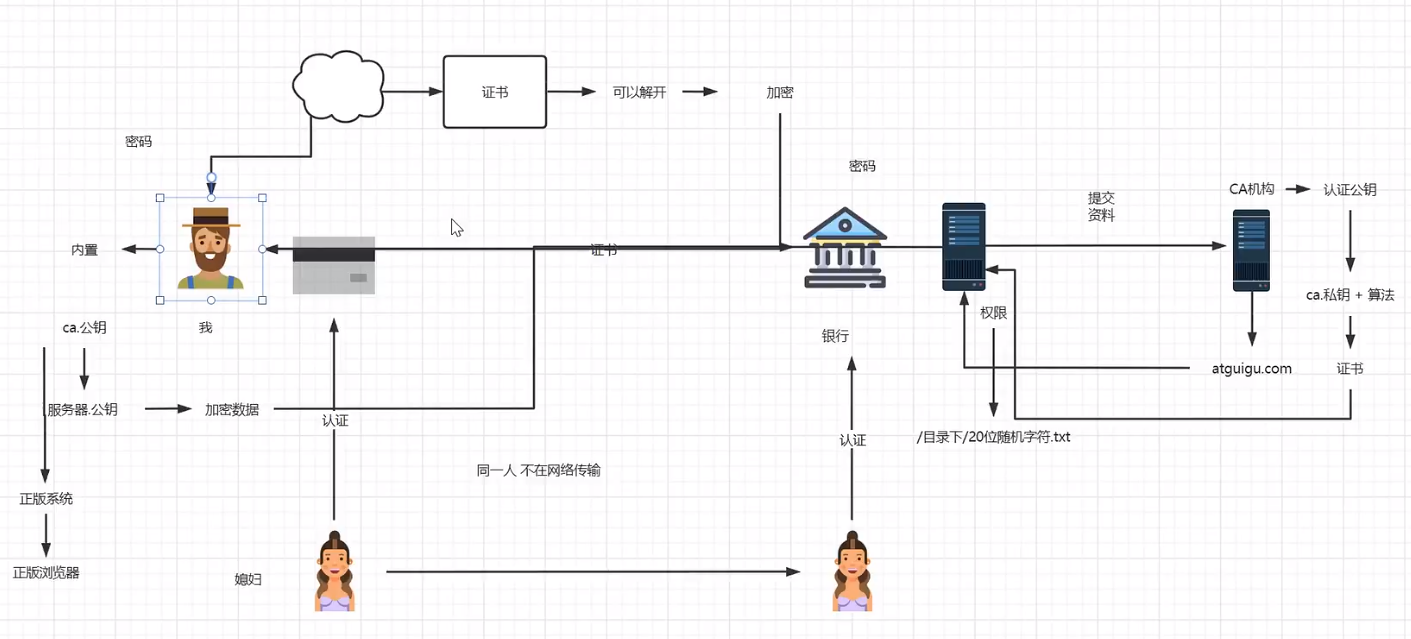 证书
可以解开
加密
密码
密码
CA机构
认证公钥
提交
资料
内置
证书
ca.私钥 + 算法
权限
ca.公钥
我
银行
atguigu.com
证书
服务器.公钥
加密数据
认证
认证
/目录下/20位随机字符.txt
同一人 不在网络传输
正版系统
正版浏览器
媳妇